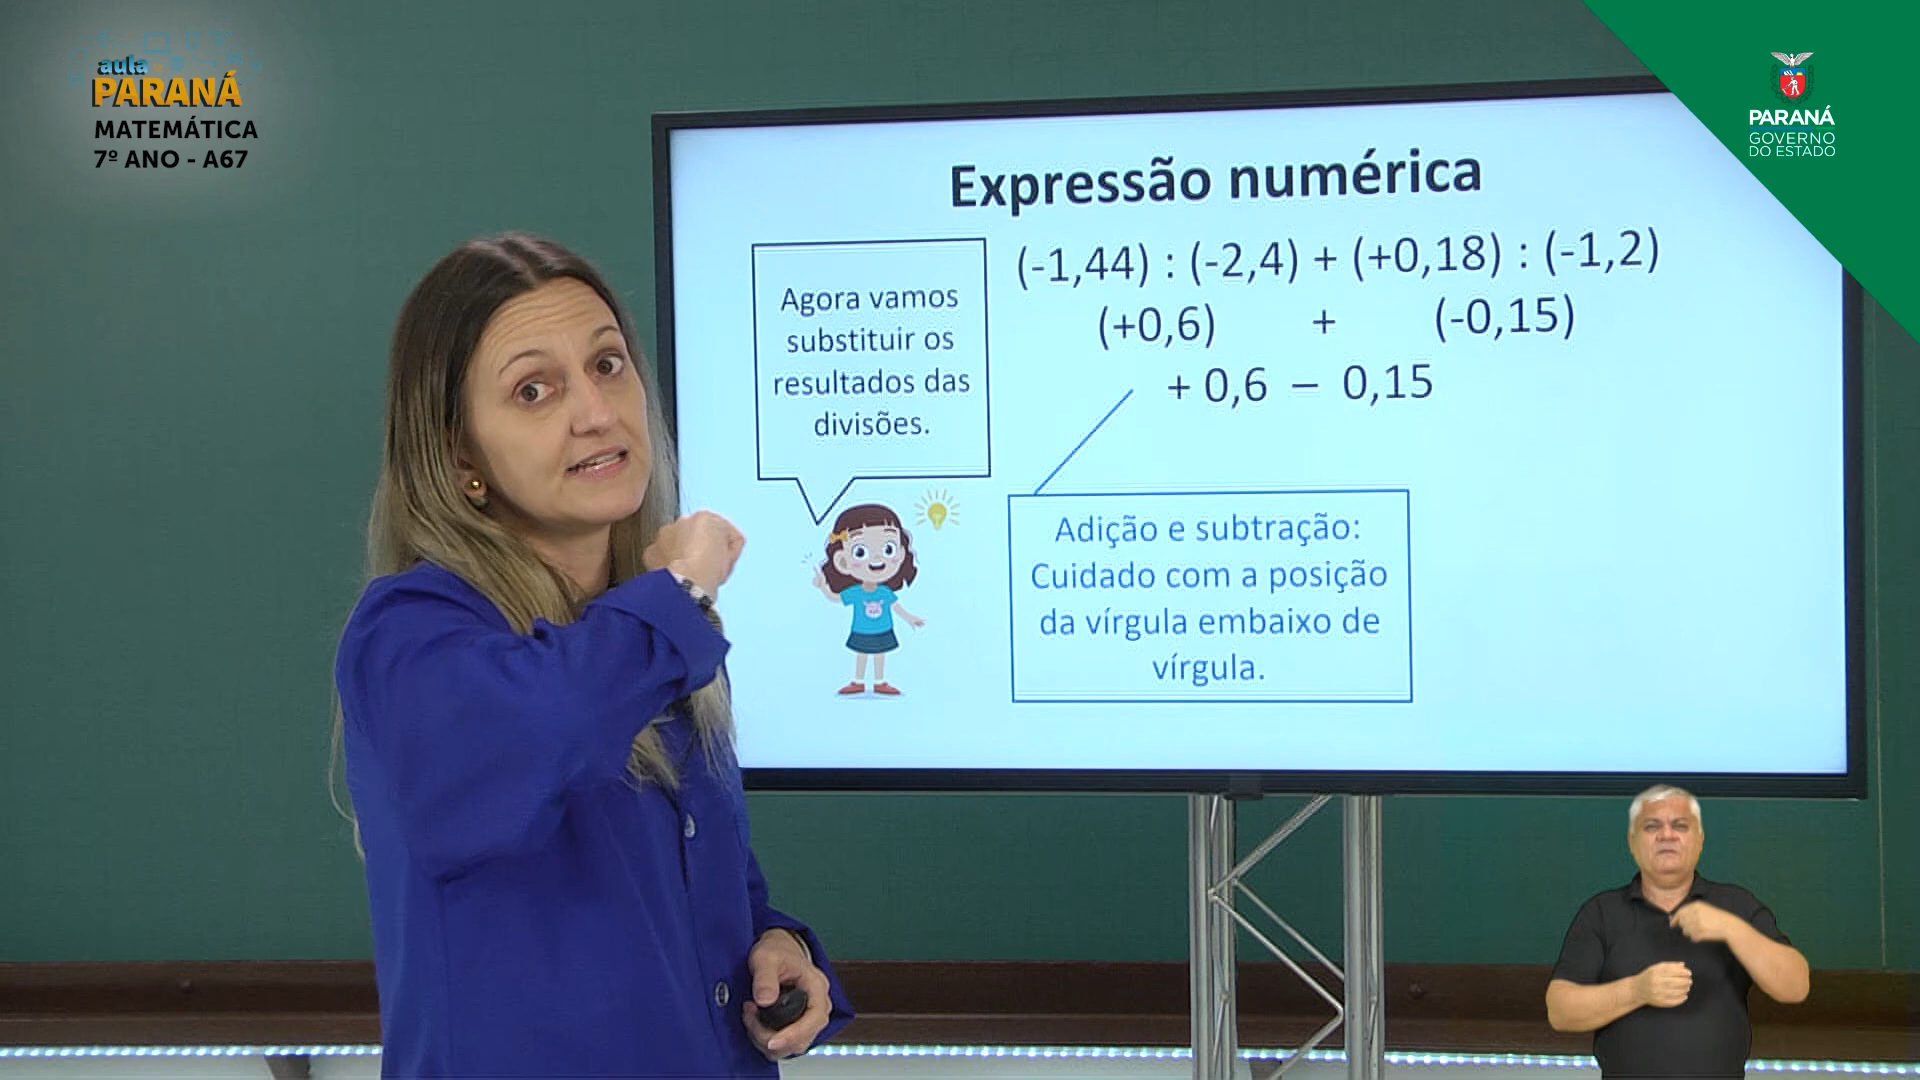 aula
PARANÁ
MATEMÁTICA
7º ANO - A67
PARANÁ
GOVERNO
DO ESTADO
Expressão numérica
(-1,44) : (-2,4) + (+0,18) : (-1,2)
(+0,6) + (-0,15)
+ 0,6 – 0,15
Agora vamos
substituir os
resultados das
divisões.
Adição e subtração:
Cuidado com a posição
da vírgula embaixo de
vírgula.